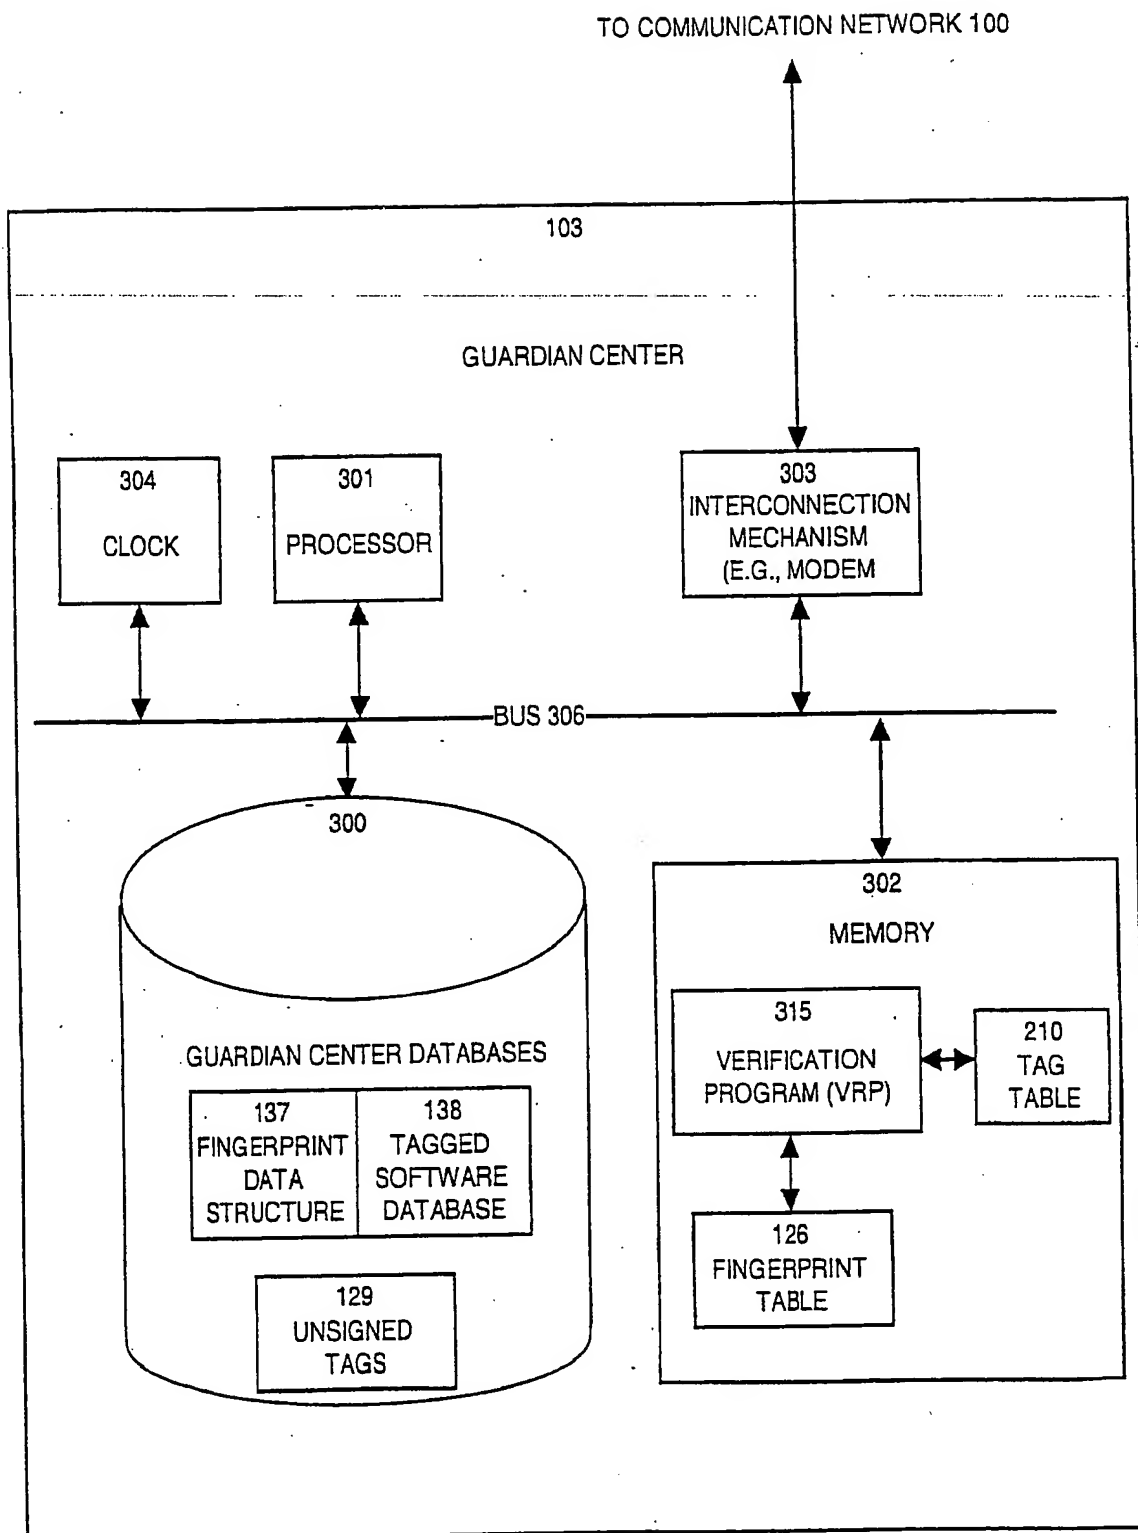 TO COMMUNICATION NETWORK 100
103
GUARDIAN CENTER
304
CLOCK
301
PROCESSOR
303
INTERCONNECTION
MECHANISM
(E.G., MODEM
BUS 306
300
GUARDIAN CENTER DATABASES
137
FINGERPRINT
DATA
STRUCTURE
138
TAGGED
SOFTWARE
DATABASE
129
UNSIGNED
TAGS
302
MEMORY
315
VERIFICATION
PROGRAM (VRP)
210
TAG
TABLE
126
FINGERPRINT
TABLE